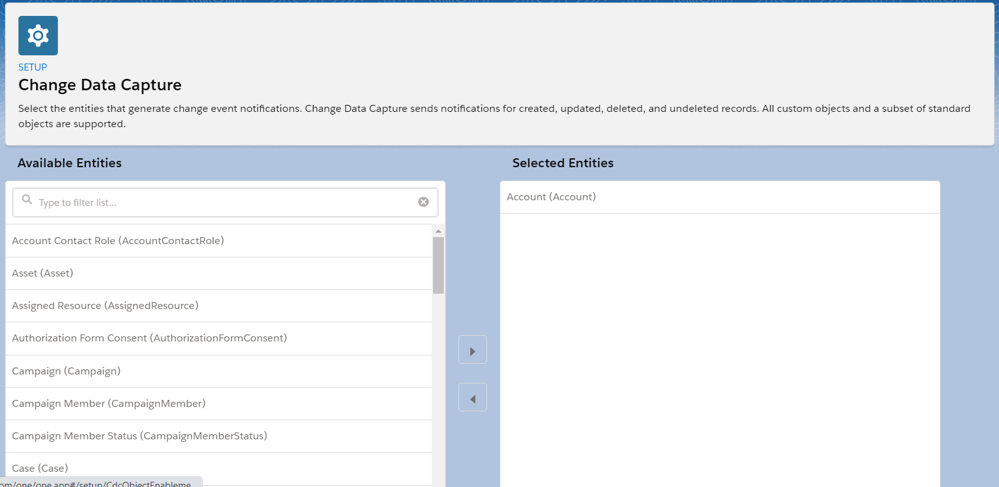 SETUP
Change Data Capture
Select the entities that generate change event notifications. Change Data Capture sends notifications for created, updated, deleted, and undeleted records. All custom objects and a subset of standard
objects are supported.
Available Entities
Type to filter list...
Account Contact Role (AccountContactRole)
Asset (Asset)
Assigned Resource (AssignedResource)
Authorization Form Consent (AuthorizationFormConsent)
Campaign (Campaign)
Campaign Member (CampaignMember)
Campaign Member Status (CampaignMemberStatus)
Case (Case)
Selected Entities
Account (Account)
om/one/one.app#/setup/CdcObjectEnableme...